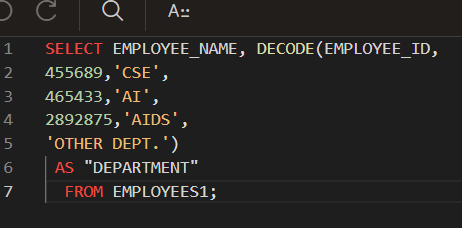 A::
1 SELECT EMPLOYEE_NAME, DECODE(EMPLOYEE_ID,
2 455689,'CSE',
3 465433,'AI',
4 2892875,'AIDS',
5 'OTHER DEPT.')
6 AS "DEPARTMENT"
7 FROM EMPLOYEES1;